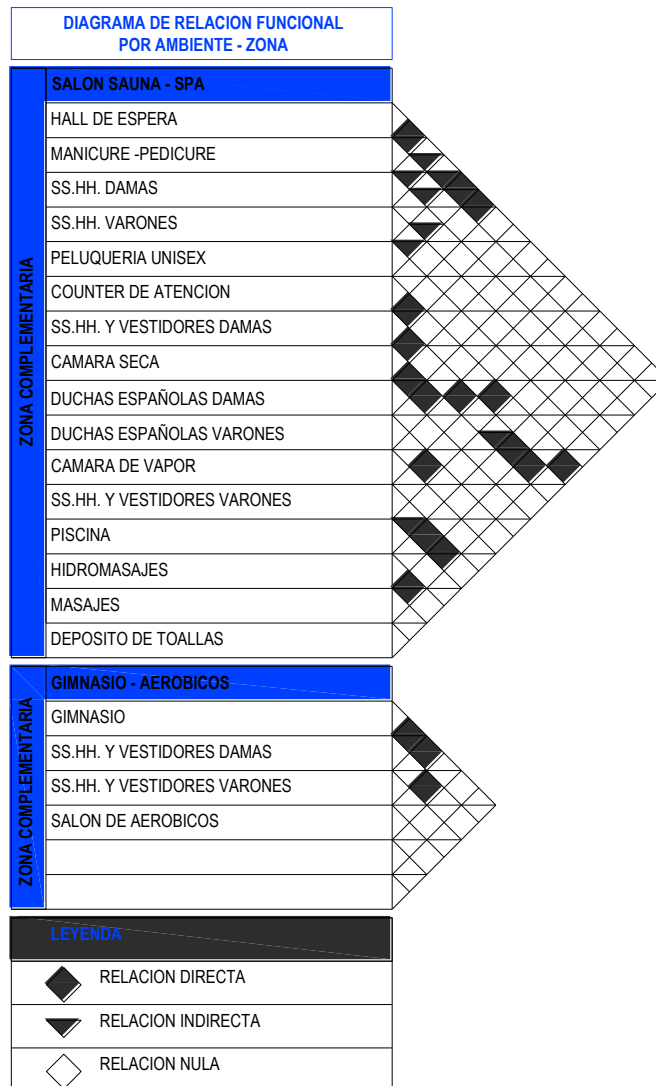 DIAGRAMA DE RELACION FUNCIONAL
POR AMBIENTE - ZONA
ZONA COMPLEMENTARIA
SALON SAUNA - SPA
HALL DE ESPERA
MANICURE -PEDICURE
SS.HH. DAMAS
SS.HH. VARONES
PELUQUERIA UNISEX
COUNTER DE ATENCION
SS.HH. Y VESTIDORES DAMAS
CAMARA SECA
DUCHAS ESPAÑOLAS DAMAS
DUCHAS ESPAÑOLAS VARONES
CAMARA DE VAPOR
SS.HH. Y VESTIDORES VARONES
PISCINA
HIDROMASAJES
MASAJES
DEPOSITO DE TOALLAS
ZONA COMPLEMENTARIA
GIMNASIO - AEROBICOS
GIMNASIO
SS.HH. Y VESTIDORES DAMAS
SS.HH. Y VESTIDORES VARONES
SALON DE AEROBICOS
LEYENDA
RELACION DIRECTA
RELACION INDIRECTA
RELACION NULA